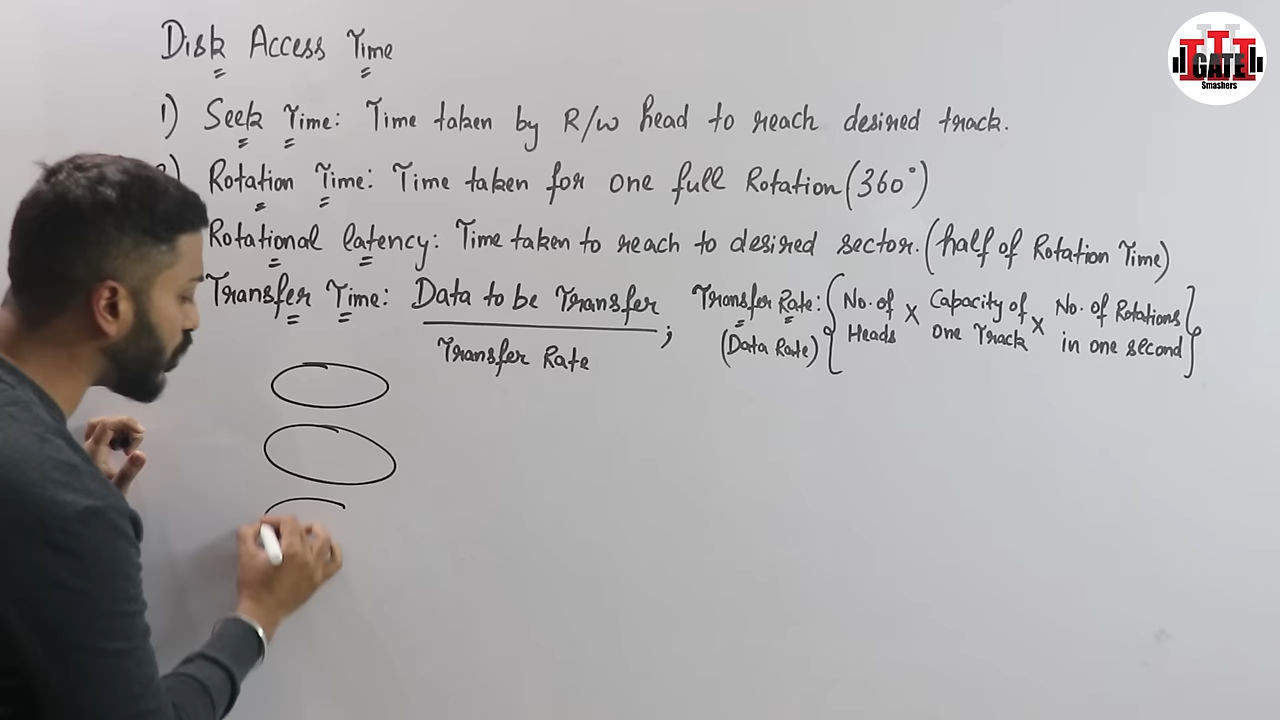 Disk Access Time
1) Seek Time: Time taken by R/W head to reach desired track.
2) Rotation Time: Time taken for one full Rotation (360°)
Rotational latency: Time taken to reach to desired sector. (half of Rotation Time)
Transfer Time: Data to be Transfer / Transfer Rate ; Transfer Rate: (Data Rate) { No. of Heads x Capacity of one Track x No. of Rotations in one second }
GATE
Smashers